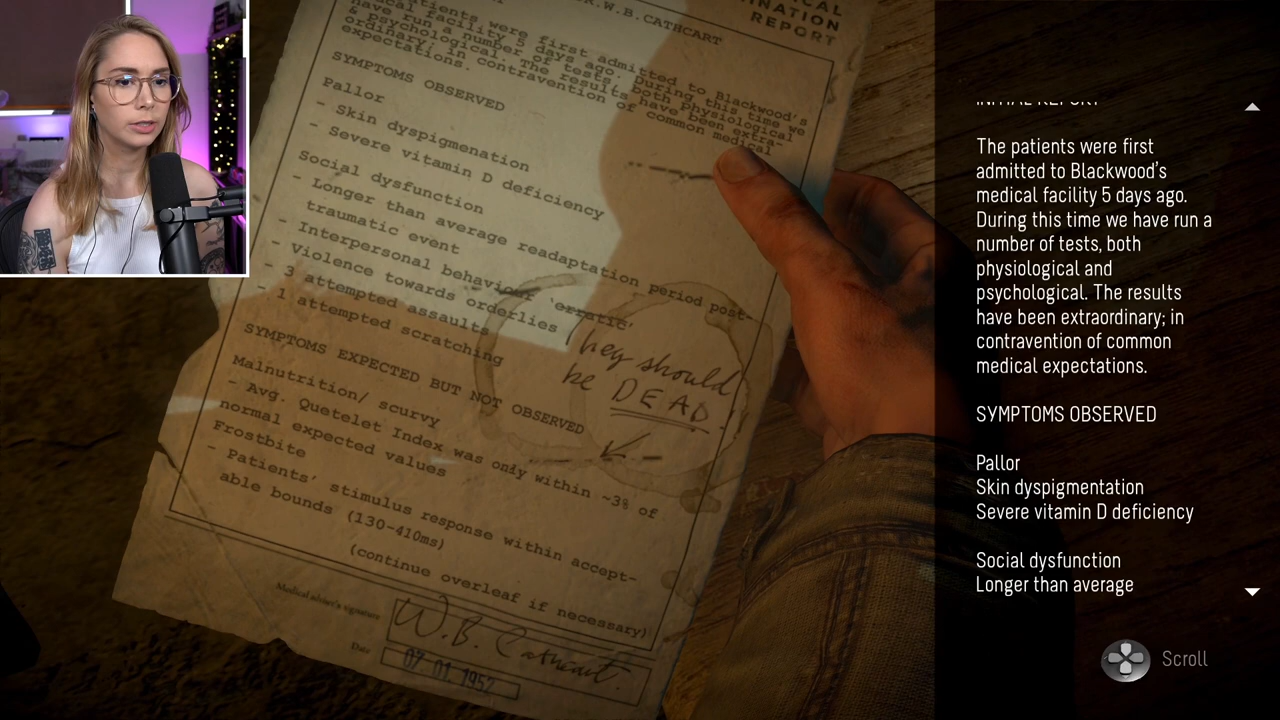 R.W.B.CATHCART
REPORT
Patients were first admitted to Blackwood's
medical facility 5 days ago. During this time we
have run a number of tests, both physiological
& psychological. The results have been extra-
ordinary; in contravention of common medical
expectations.
SYMPTOMS OBSERVED
Pallor
- Skin dyspigmentation
- Severe vitamin D deficiency
Social dysfunction
- Longer than average readaptation period post-
traumatic event
- Interpersonal behaviour 'erratic'
- Violence towards orderlies
- 3 attempted assaults
- 1 attempted scratching
They should
be DEAD!
SYMPTOMS EXPECTED BUT NOT OBSERVED
Malnutrition/ scurvy
- Avg. Quetelet Index was only within ~3% of
normal expected values
Frostbite
- Patients' stimulus response within accept-
able bounds (130-410ms)
(continue overleaf if necessary)
Medical adviser's signature
W.B. Cathcart.
Date
07 01 1952
INITIAL REPORT
The patients were first
admitted to Blackwood's
medical facility 5 days ago.
During this time we have run a
number of tests, both
physiological and
psychological. The results
have been extraordinary; in
contravention of common
medical expectations.
SYMPTOMS OBSERVED
Pallor
Skin dyspigmentation
Severe vitamin D deficiency
Social dysfunction
Longer than average
Scroll